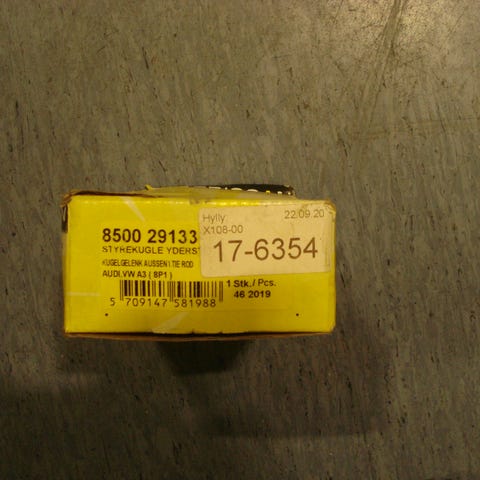 Hylly: 22.09.20
X108-00
17-6354
8500 29133
STYREKUGLE YDERST
KUGELGELENK AUSSEN \ TIE ROD
AUDI,VW A3 ( 8P1 )
1 Stk./ Pcs.
46 2019
5 709147 581988